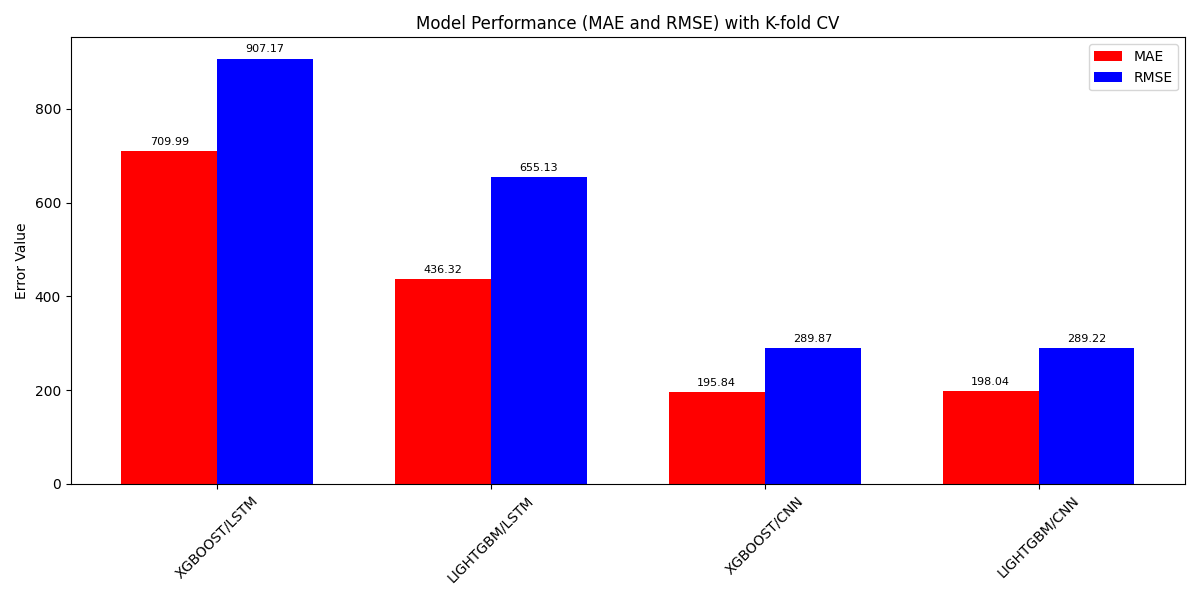 Model Performance (MAE and RMSE) with K-fold CV
MAE
RMSE
Error Value
800
600
400
200
0
709.99
907.17
436.32
655.13
195.84
289.87
198.04
289.22
XGBOOST/LSTM
LIGHTGBM/LSTM
XGBOOST/CNN
LIGHTGBM/CNN